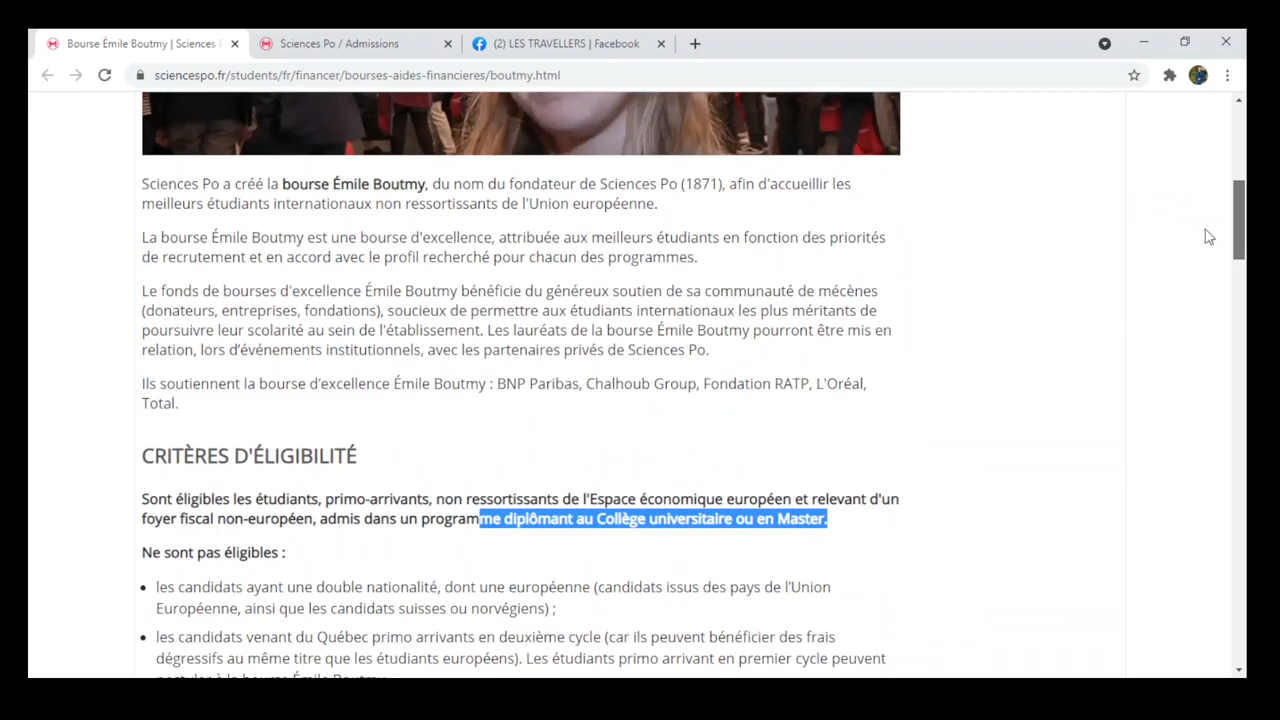 Bourse Émile Boutmy | Sciences
Sciences Po / Admissions
(2) LES TRAVELLERS | Facebook
sciencespo.fr/students/fr/financer/bourses-aides-financieres/boutmy.html
Sciences Po a créé la bourse Émile Boutmy, du nom du fondateur de Sciences Po (1871), afin d'accueillir les
meilleurs étudiants internationaux non ressortissants de l'Union européenne.
La bourse Émile Boutmy est une bourse d'excellence, attribuée aux meilleurs étudiants en fonction des priorités
de recrutement et en accord avec le profil recherché pour chacun des programmes.
Le fonds de bourses d'excellence Émile Boutmy bénéficie du généreux soutien de sa communauté de mécènes
(donateurs, entreprises, fondations), soucieux de permettre aux étudiants internationaux les plus méritants de
poursuivre leur scolarité au sein de l'établissement. Les lauréats de la bourse Émile Boutmy pourront être mis en
relation, lors d’événements institutionnels, avec les partenaires privés de Sciences Po.
Ils soutiennent la bourse d’excellence Émile Boutmy : BNP Paribas, Chalhoub Group, Fondation RATP, L'Oréal,
Total.
CRITÈRES D'ÉLIGIBILITÉ
Sont éligibles les étudiants, primo-arrivants, non ressortissants de l'Espace économique européen et relevant d'un
foyer fiscal non-européen, admis dans un programme diplômant au Collège universitaire ou en Master.
Ne sont pas éligibles :
• les candidats ayant une double nationalité, dont une européenne (candidats issus des pays de l’Union
Européenne, ainsi que les candidats suisses ou norvégiens) ;
• les candidats venant du Québec primo arrivants en deuxième cycle (car ils peuvent bénéficier des frais
dégressifs au même titre que les étudiants européens). Les étudiants primo arrivant en premier cycle peuvent
postuler à la bourse Émile Boutmy